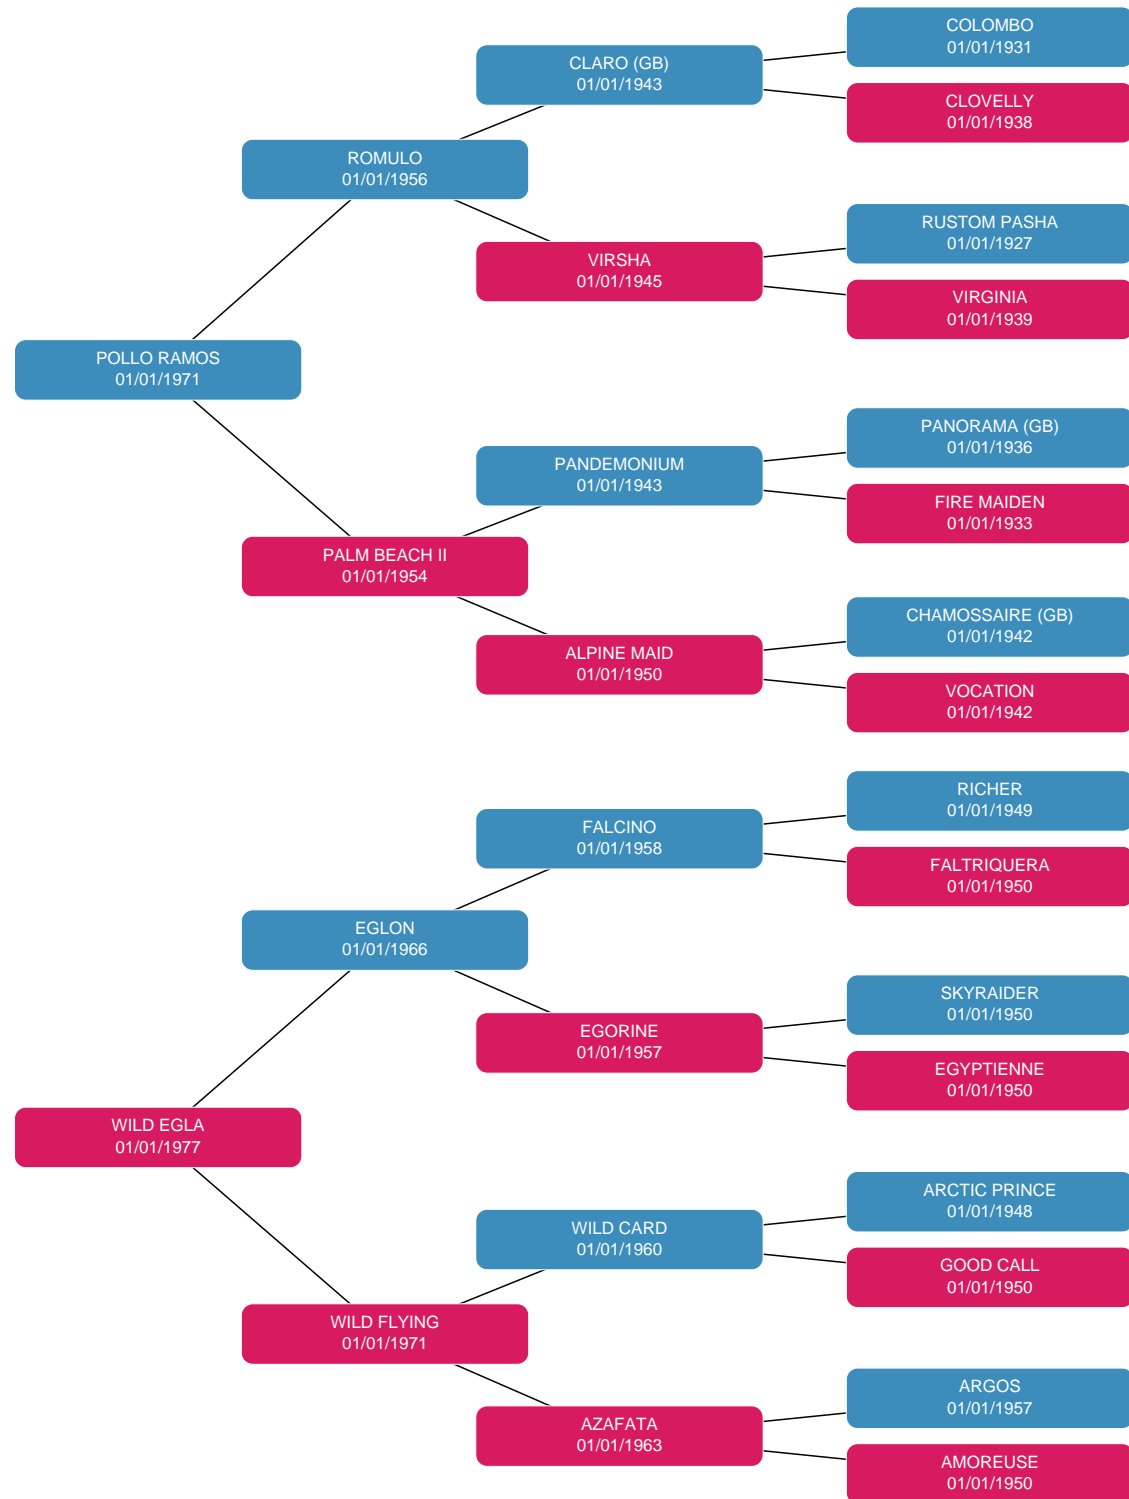 COLOMBO
01/01/1931
CLARO (GB)
01/01/1943
CLOVELLY
01/01/1938
ROMULO
01/01/1956
RUSTOM PASHA
01/01/1927
VIRSHA
01/01/1945
VIRGINIA
01/01/1939
POLLO RAMOS
01/01/1971
PANORAMA (GB)
01/01/1936
PANDEMONIUM
01/01/1943
FIRE MAIDEN
01/01/1933
PALM BEACH II
01/01/1954
CHAMOSSAIRE (GB)
01/01/1942
ALPINE MAID
01/01/1950
VOCATION
01/01/1942
RICHER
01/01/1949
FALCINO
01/01/1958
FALTRIQUERA
01/01/1950
EGLON
01/01/1966
SKYRAIDER
01/01/1950
EGORINE
01/01/1957
EGYPTIENNE
01/01/1950
WILD EGLA
01/01/1977
ARCTIC PRINCE
01/01/1948
WILD CARD
01/01/1960
GOOD CALL
01/01/1950
WILD FLYING
01/01/1971
ARGOS
01/01/1957
AZAFATA
01/01/1963
AMOREUSE
01/01/1950